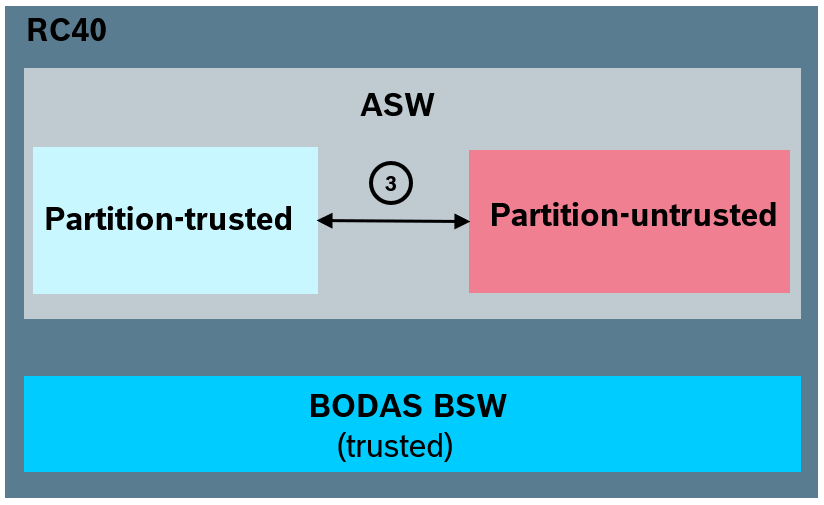 RC40
ASW
3
Partition-trusted
Partition-untrusted
BODAS BSW
(trusted)